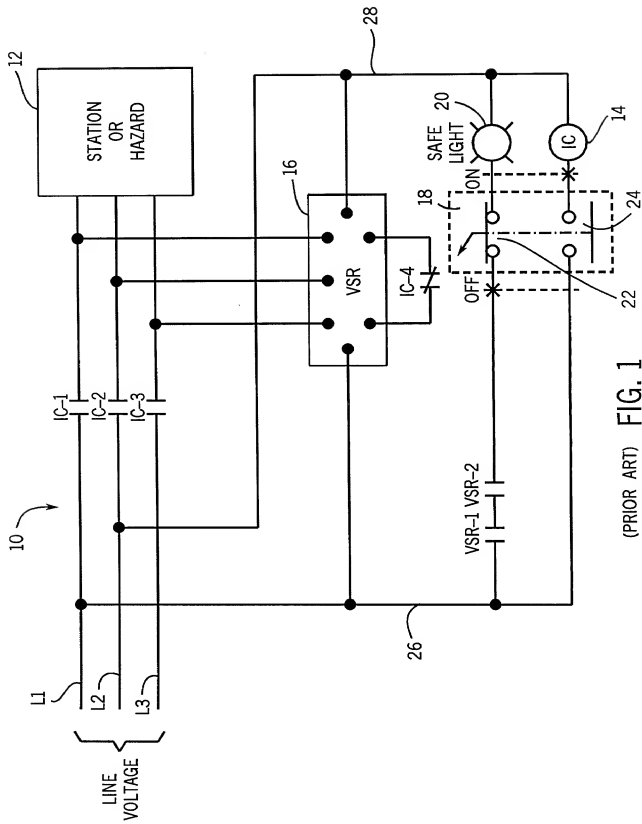 10
12
STATION
OR
HAZARD
28
L1
L2
L3
LINE
VOLTAGE
IC-1
IC-2
IC-3
16
VSR
IC-4
SAFE
LIGHT
20
18
ON
OFF
IC
14
22
24
VSR-1 VSR-2
26
(PRIOR ART) FIG. 1